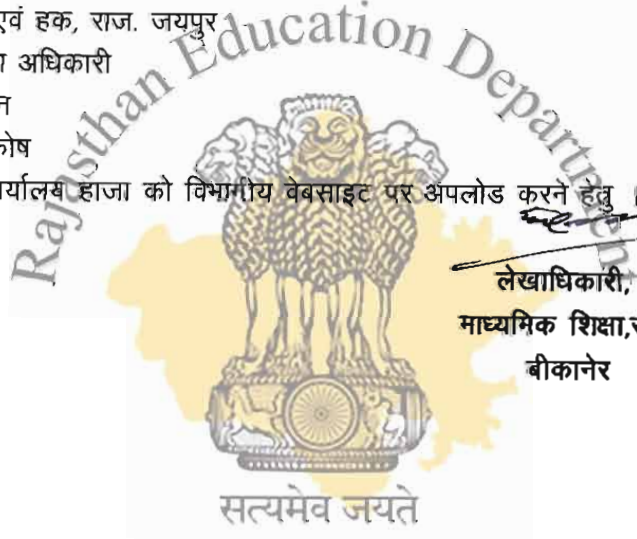 एवं हक, राज. जयपुर
अधिकारी
कोष
कार्यालय हाजा को विभागीय वेबसाइट पर अपलोड करने हेतु ।
लेखाधिकारी,
माध्यमिक शिक्षा,
बीकानेर
Rajasthan Education Department
सत्यमेव जयते